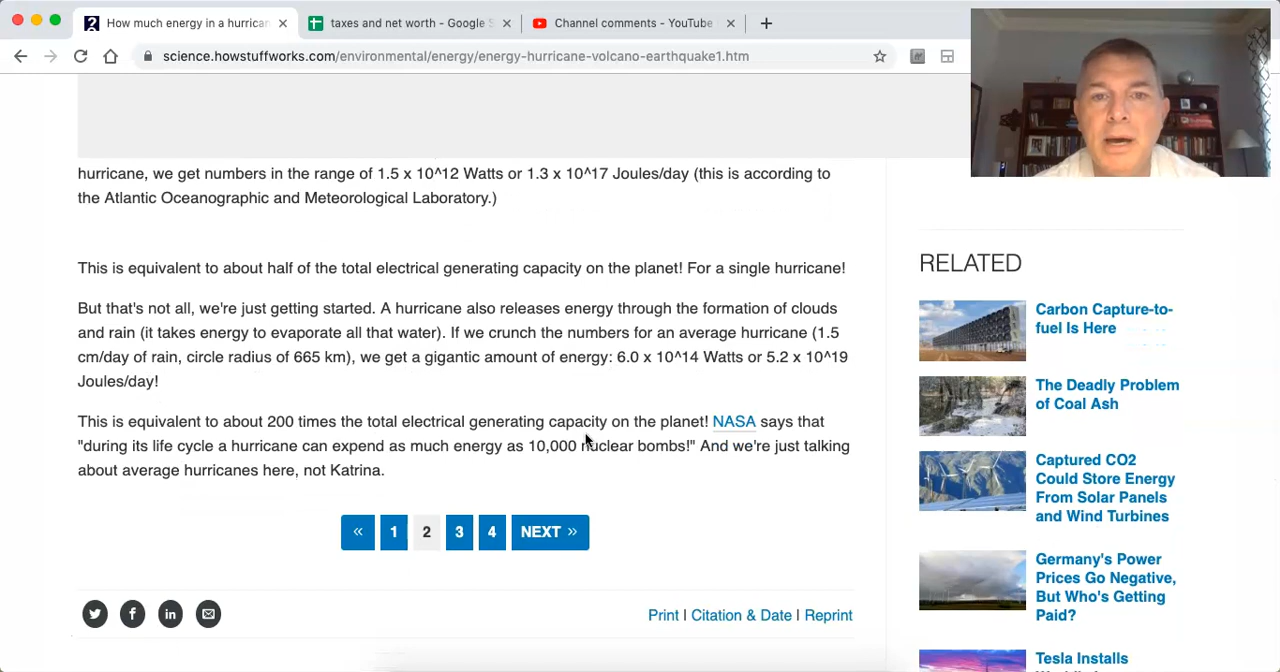 How much energy in a hurrican
taxes and net worth - Google S
Channel comments - YouTube
science.howstuffworks.com/environmental/energy/energy-hurricane-volcano-earthquake1.htm
hurricane, we get numbers in the range of 1.5 x 10^12 Watts or 1.3 x 10^17 Joules/day (this is according to
the Atlantic Oceanographic and Meteorological Laboratory.)
This is equivalent to about half of the total electrical generating capacity on the planet! For a single hurricane!
But that's not all, we're just getting started. A hurricane also releases energy through the formation of clouds
and rain (it takes energy to evaporate all that water). If we crunch the numbers for an average hurricane (1.5
cm/day of rain, circle radius of 665 km), we get a gigantic amount of energy: 6.0 x 10^14 Watts or 5.2 x 10^19
Joules/day!
This is equivalent to about 200 times the total electrical generating capacity on the planet! NASA says that
"during its life cycle a hurricane can expend as much energy as 10,000 nuclear bombs!" And we're just talking
about average hurricanes here, not Katrina.
« 1 2 3 4 NEXT »
Print | Citation & Date | Reprint
RELATED
Carbon Capture-to-
fuel Is Here
The Deadly Problem
of Coal Ash
Captured CO2
Could Store Energy
From Solar Panels
and Wind Turbines
Germany's Power
Prices Go Negative,
But Who's Getting
Paid?
Tesla Installs